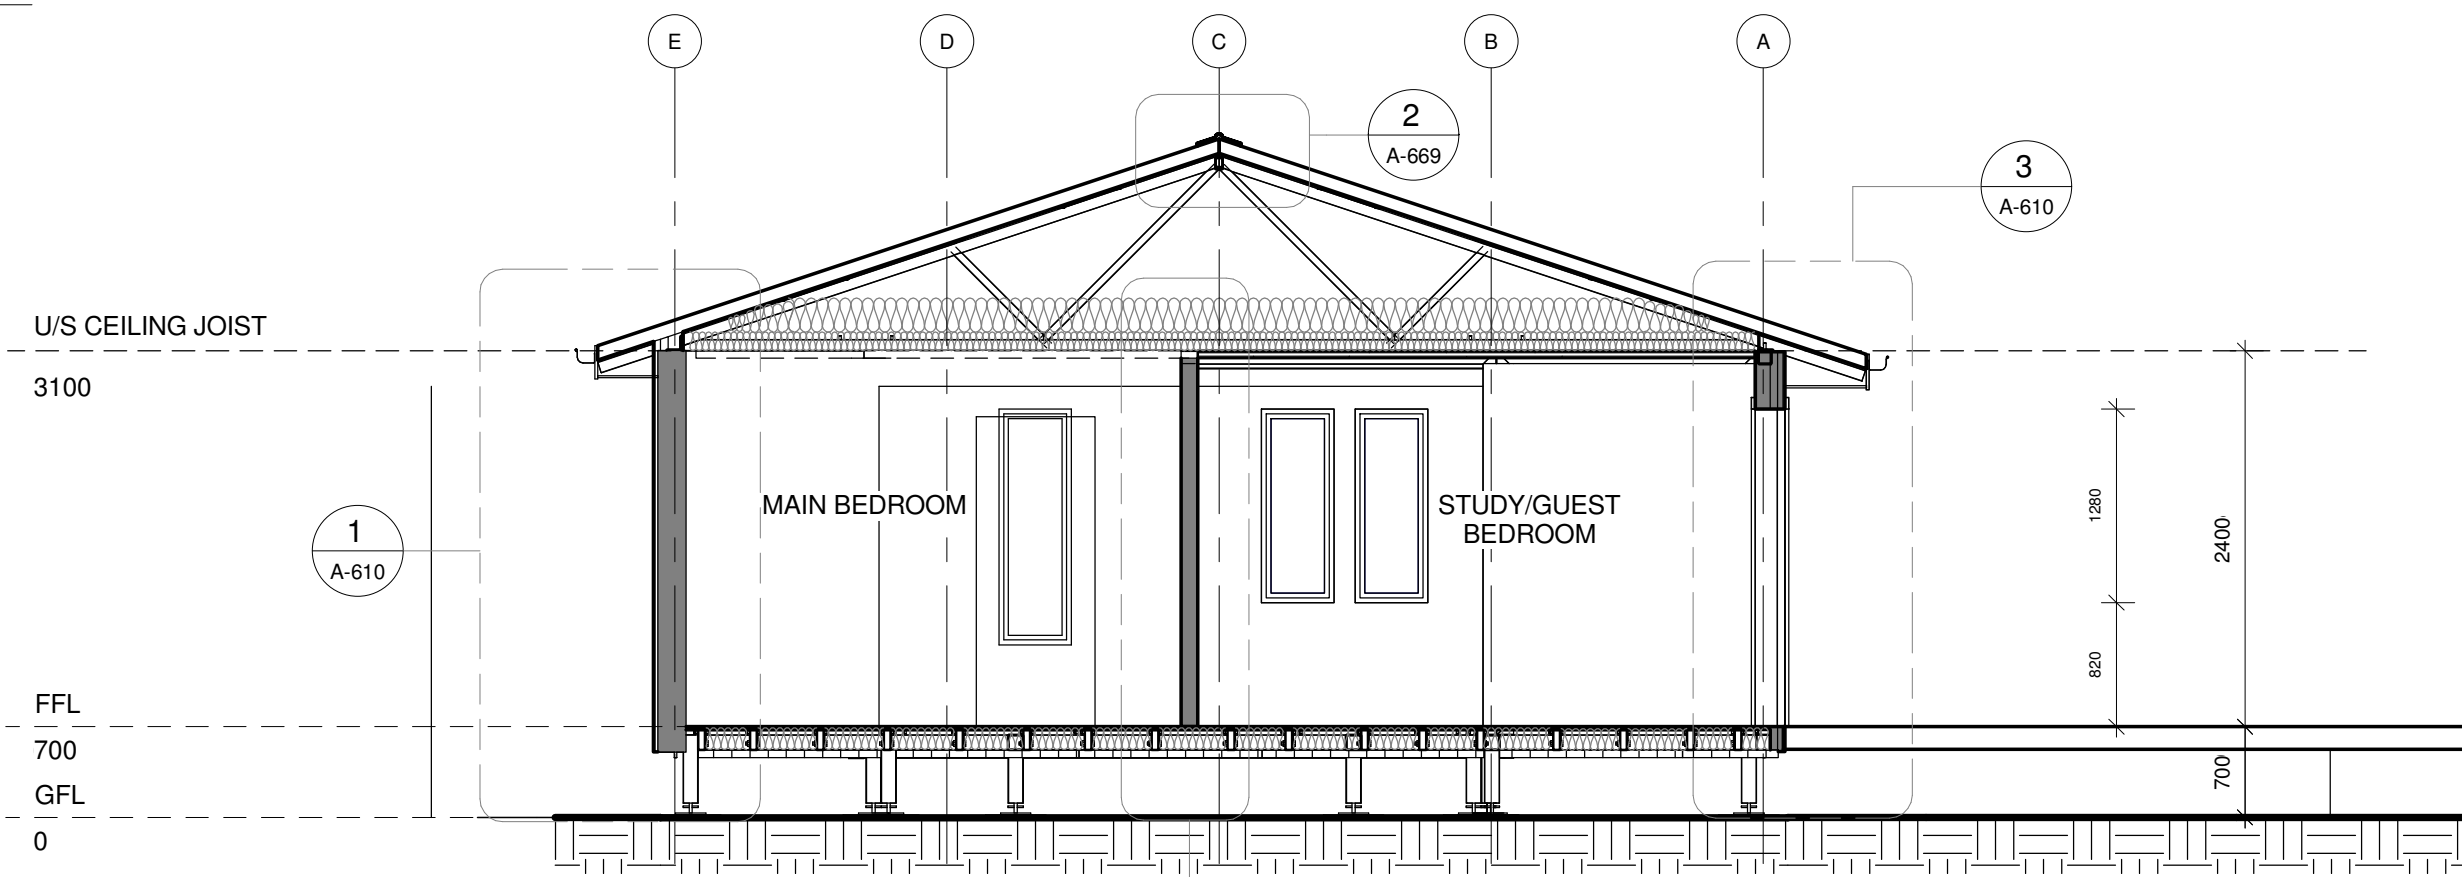 E
D
C
B
A
2
A-669
3
A-610
U/S CEILING JOIST
3100
MAIN BEDROOM
STUDY/GUEST
BEDROOM
1
A-610
1280
2400
820
FFL
700
700
GFL
0